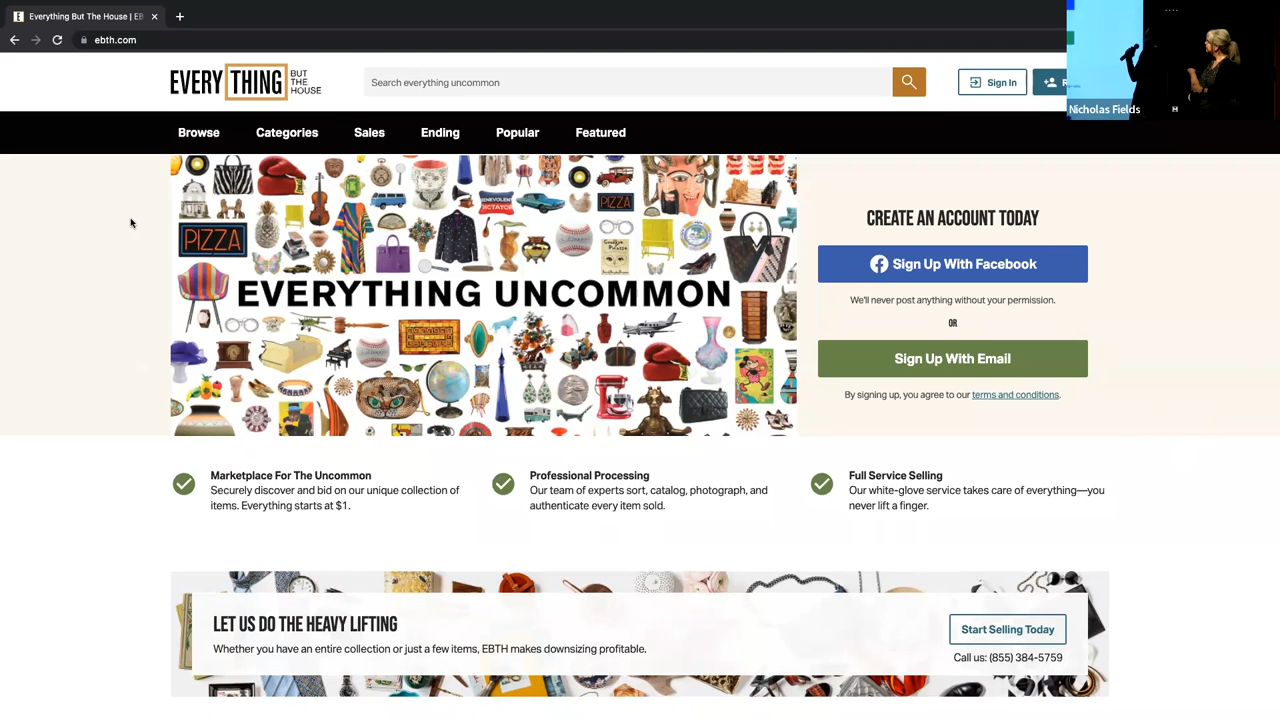 Everything But The House | EB
ebth.com
EVERY THING BUT THE HOUSE
Search everything uncommon
Sign In
Nicholas Fields
Browse
Categories
Sales
Ending
Popular
Featured
PIZZA
BENEVOLENT DICTATOR
PIZZA
EVERYTHING UNCOMMON
CREATE AN ACCOUNT TODAY
Sign Up With Facebook
We'll never post anything without your permission.
OR
Sign Up With Email
By signing up, you agree to our terms and conditions.
Marketplace For The Uncommon
Securely discover and bid on our unique collection of
items. Everything starts at $1.
Professional Processing
Our team of experts sort, catalog, photograph, and
authenticate every item sold.
Full Service Selling
Our white-glove service takes care of everything—you
never lift a finger.
LET US DO THE HEAVY LIFTING
Whether you have an entire collection or just a few items, EBTH makes downsizing profitable.
Start Selling Today
Call us: (855) 384-5759